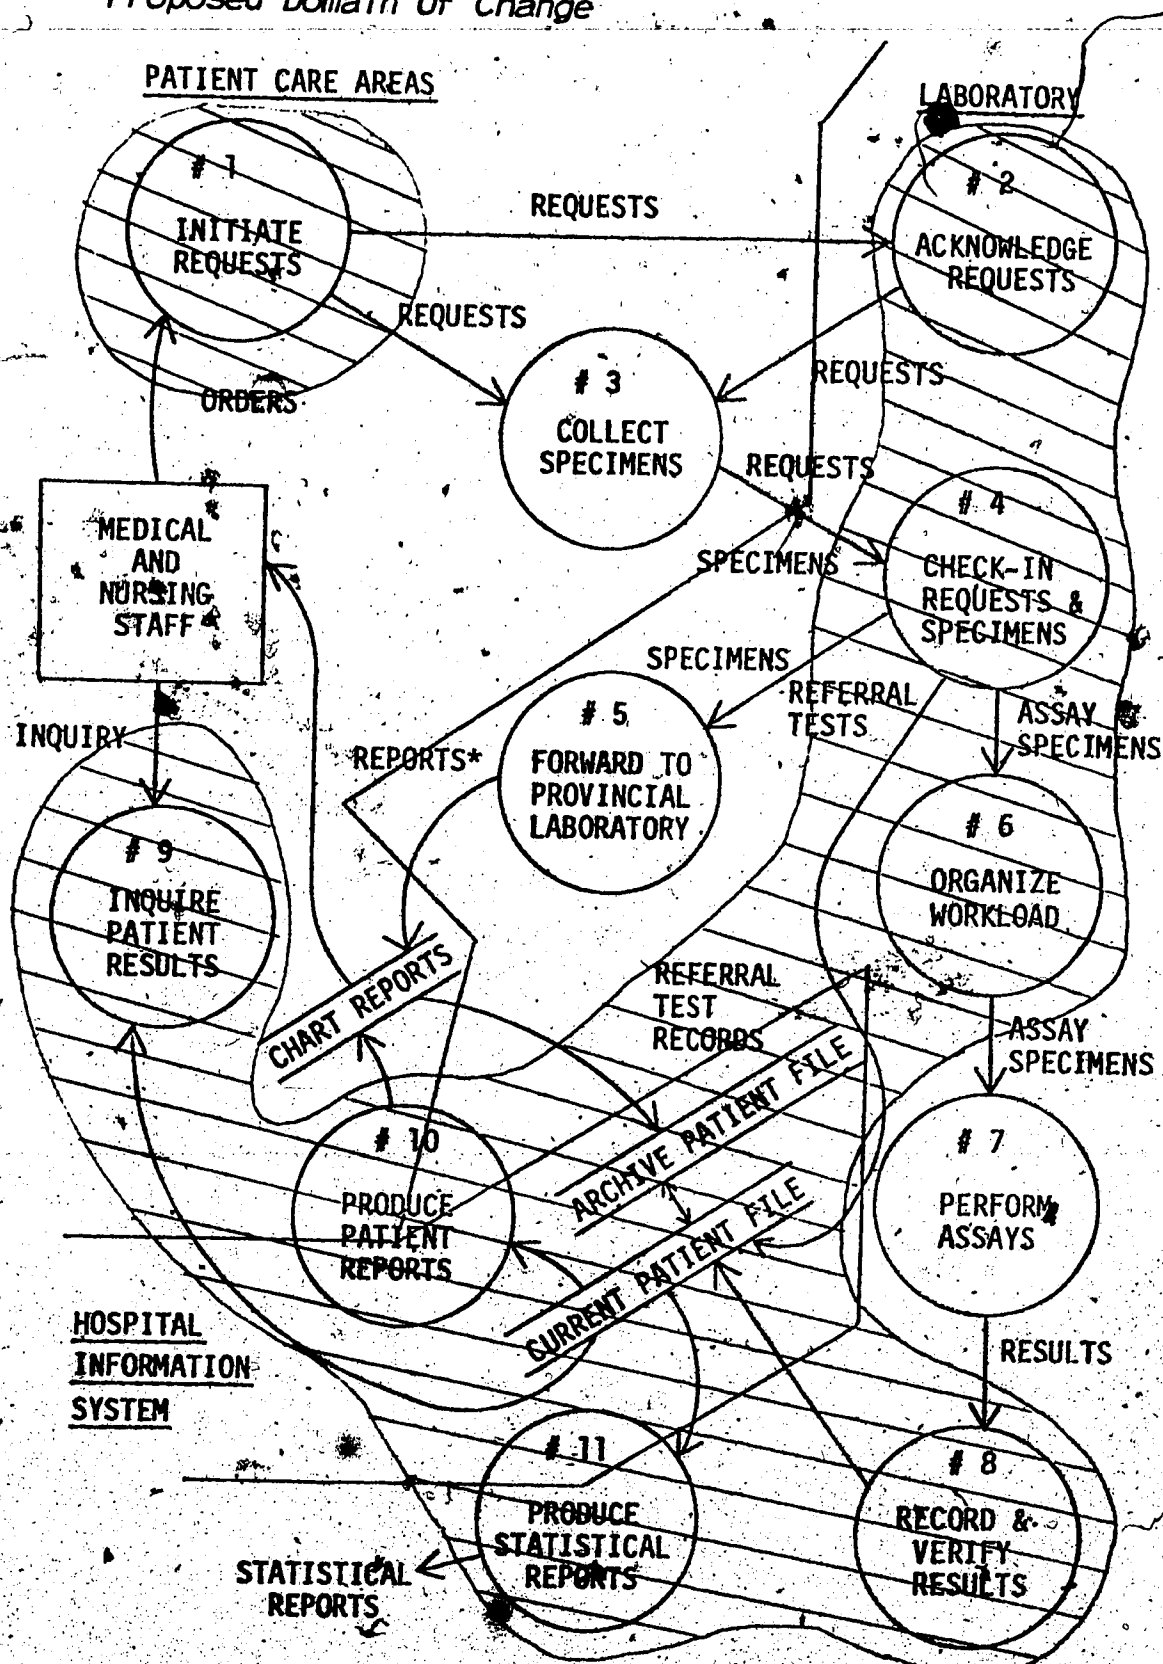 Proposed Domain Of Change
PATIENT CARE AREAS
LABORATORY
# 1
INITIATE
REQUESTS
REQUESTS
# 2
ACKNOWLEDGE
REQUESTS
REQUESTS
ORDERS
# 3
COLLECT
SPECIMENS
REQUESTS
REQUESTS
SPECIMENS
# 4
CHECK-IN
REQUESTS &
SPECIMENS
MEDICAL
AND
NURSING
STAFF
SPECIMENS
REFERRAL
TESTS
ASSAY
SPECIMENS
INQUIRY
REPORTS*
# 5
FORWARD TO
PROVINCIAL
LABORATORY
# 6
ORGANIZE
WORKLOAD
# 9
INQUIRE
PATIENT
RESULTS
CHART REPORTS
REFERRAL
TEST
RECORDS
ASSAY
SPECIMENS
ARCHIVE PATIENT FILE
CURRENT PATIENT FILE
# 7
PERFORM
ASSAYS
# 10
PRODUCE
PATIENT
REPORTS
HOSPITAL
INFORMATION
SYSTEM
RESULTS
# 11
PRODUCE
STATISTICAL
REPORTS
# 8
RECORD &
VERIFY
RESULTS
STATISTICAL
REPORTS